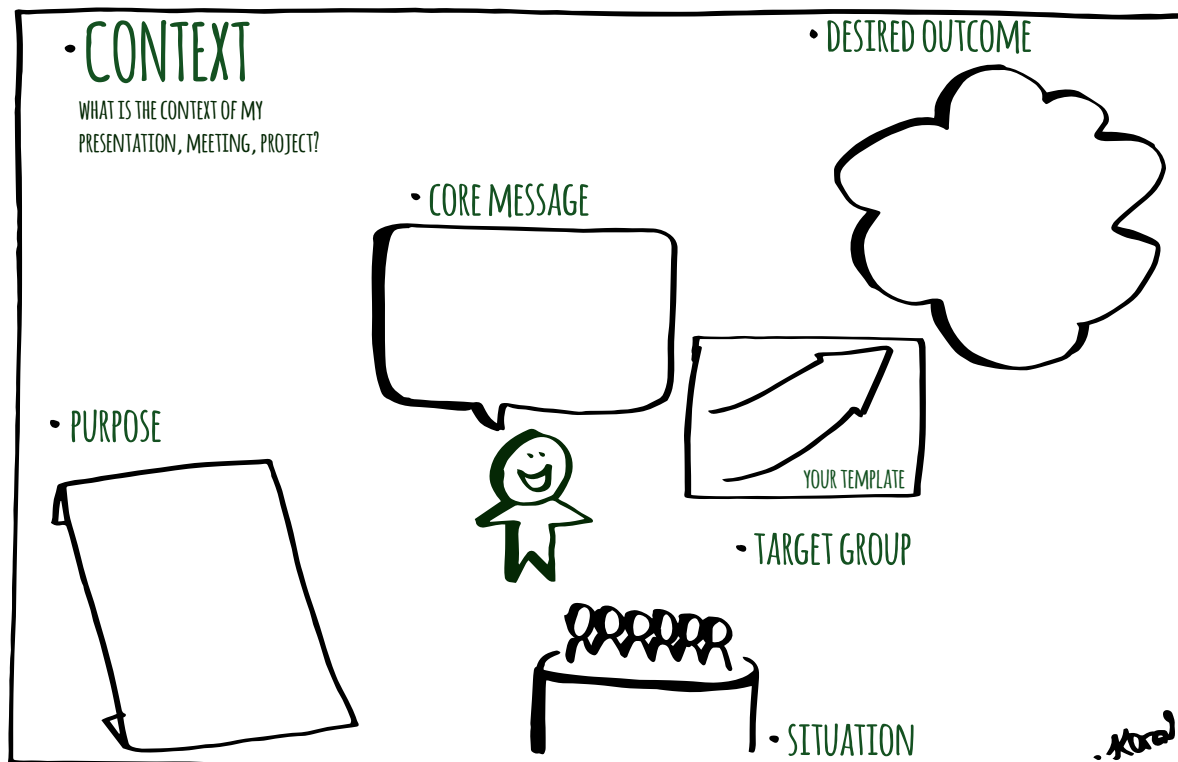 CONTEXT
WHAT IS THE CONTEXT OF MY
PRESENTATION, MEETING, PROJECT?
DESIRED OUTCOME
CORE MESSAGE
PURPOSE
YOUR TEMPLATE
TARGET GROUP
SITUATION